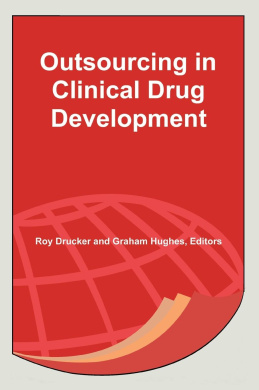 Outsourcing in
Clinical Drug
Development
Roy Drucker and Graham Hughes, Editors